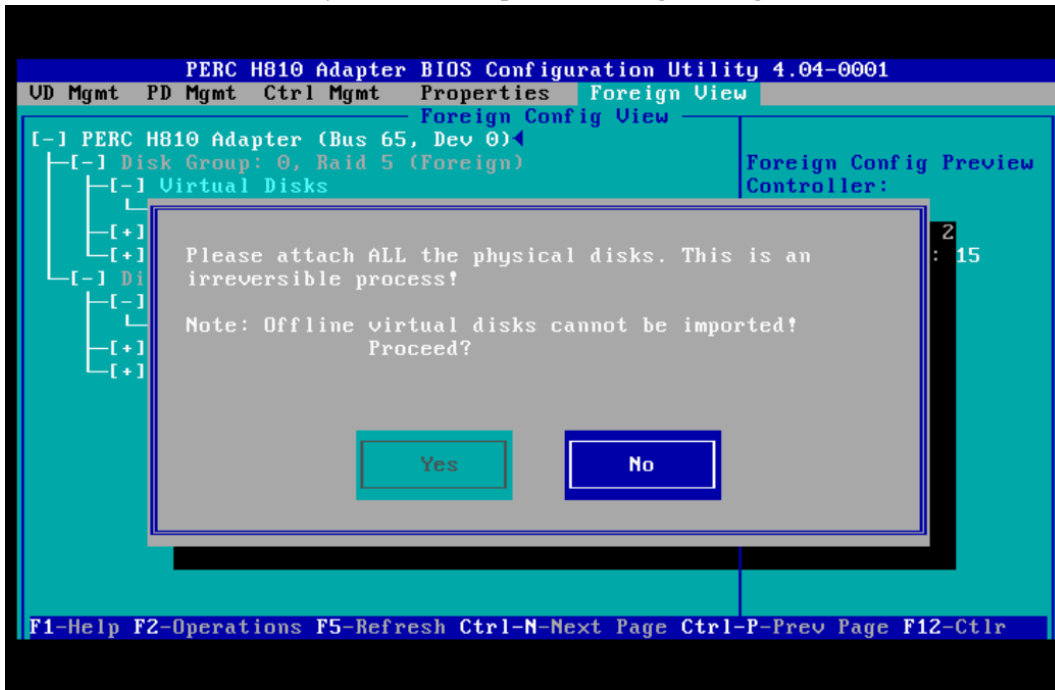 PERC H810 Adapter BIOS Configuration Utility 4.04-0001
VD Mgmt PD Mgmt Ctrl Mgmt Properties Foreign View
Foreign Config View
[-] PERC H810 Adapter (Bus 65, Dev 0)
[-] Disk Group: 0, Raid 5 (Foreign)
[-] Virtual Disks
[+]
[+]
[-] Di
[-]
[+]
[+]
Foreign Config Preview
Controller:
2
: 15
Please attach ALL the physical disks. This is an
irreversible process!
Note: Offline virtual disks cannot be imported!
Proceed?
Yes No
F1-Help F2-Operations F5-Refresh Ctrl-N-Next Page Ctrl-P-Prev Page F12-Ctlr